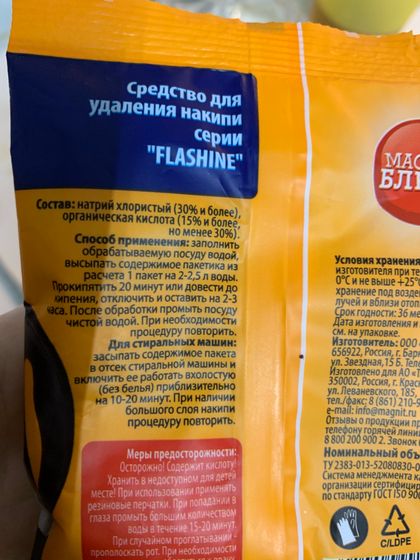 Средство для
удаления накипи
серии
"FLASHINE"
Состав: натрий хлористый (30% и более),
органическая кислота (15% и более,
но менее 30%).
Способ применения: заполнить
обрабатываемую посуду водой,
высыпать содержимое пакетика из
расчета 1 пакет на 2-2,5 л воды.
Прокипятить 20 минут или довести до
кипения, отключить и оставить на 2-3
часа. После обработки промыть посуду
чистой водой. При необходимости
процедуру повторить.
Для стиральных машин:
засыпать содержимое пакета
в отсек стиральной машины и
включить ее работать вхолостую
(без белья) приблизительно
на 10-20 минут. При наличии
большого слоя накипи
процедуру повторить.
Меры предосторожности:
Осторожно! Содержит кислоту!
Хранить в недоступном для детей
месте! При использовании применять
резиновые перчатки. При попадании в
глаза промыть большим количеством
воды в течение 15-20 минут.
При случайном проглатывании -
прополоскать рот. При необходимости
БЛ
Условия хранения
изготовителя при те
0°С и не выше +25°
хранение под воздей
лучей и вблизи отоп
Срок годности: 36 ме
Дата изготовления и
см. на упаковке.
Изготовитель: ООО
656922, Россия, г. Барн
ул. Звездная, 15 Б. Тел
Изготовлено для АО «Т
350002, Россия, г. Крас
ул. Леваневского, 185,
тел./факс: 8 (861) 210-9
e-mail: info@magnit.ru
Отзывы о продукции пр
телефону горячей линии
8 800 200 900 2. Звонок
Номинальный объ
ТУ 2383-013-52080830-0
Система менеджмента ка
организации сертифицир
по стандарту ГОСТ ISO 90
C/LDPE